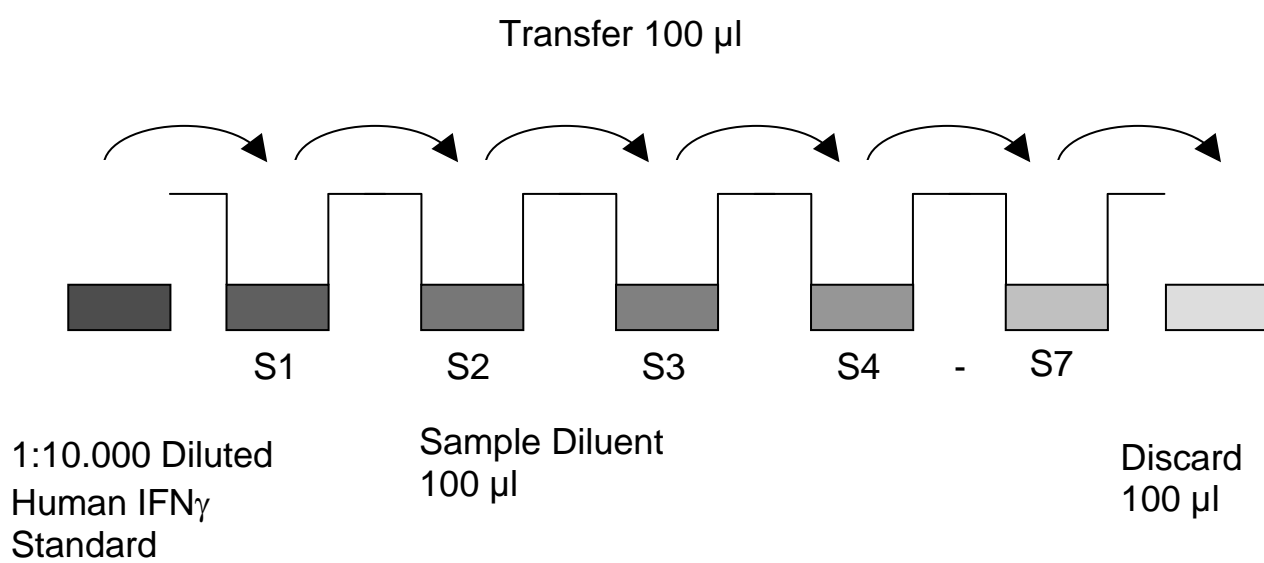 Transfer 100 µl
S1 S2 S3 S4 - S7
1:10.000 Diluted
Human IFNγ
Standard
Sample Diluent
100 µl
Discard
100 µl